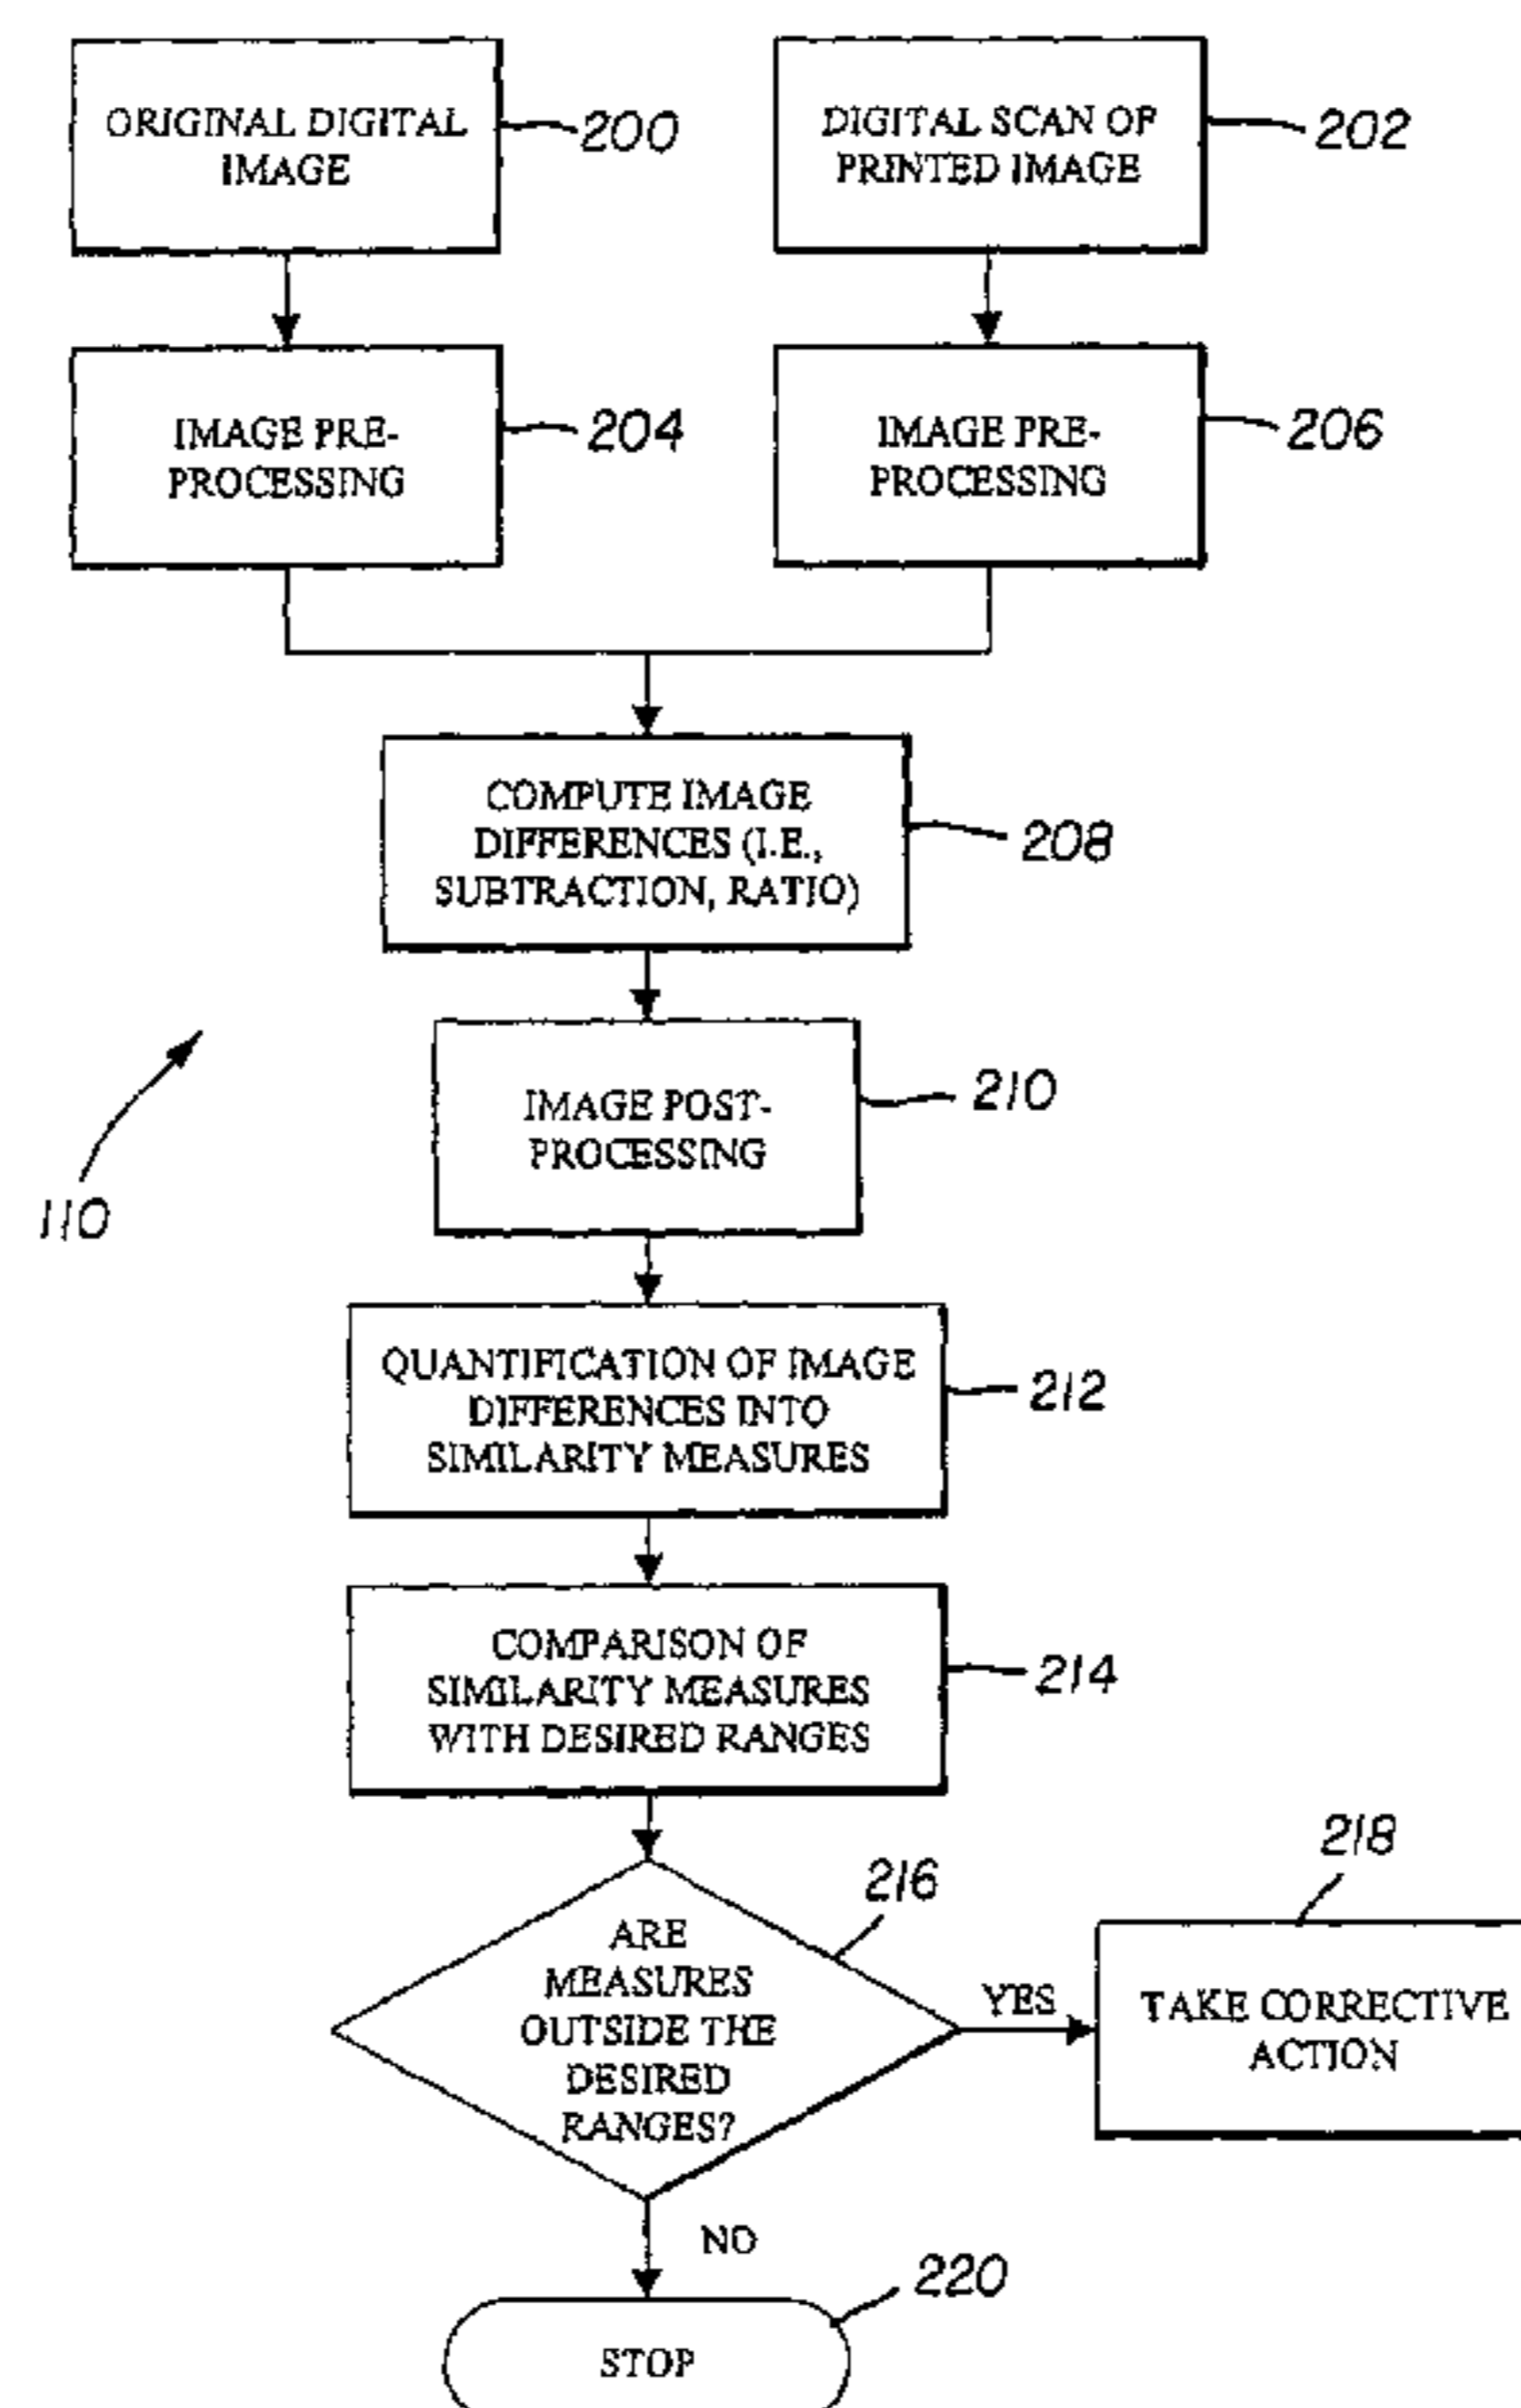 ORIGINAL DIGITAL
IMAGE
200
DIGITAL SCAN OF
PRINTED IMAGE
202
IMAGE PRE-
PROCESSING
204
IMAGE PRE-
PROCESSING
206
COMPUTE IMAGE
DIFFERENCES (I.E.,
SUBTRACTION, RATIO)
208
110
IMAGE POST-
PROCESSING
210
QUANTIFICATION OF IMAGE
DIFFERENCES INTO
SIMILARITY MEASURES
212
COMPARISON OF
SIMILARITY MEASURES
WITH DESIRED RANGES
214
ARE
MEASURES
OUTSIDE THE
DESIRED
RANGES?
216
YES
218
TAKE CORRECTIVE
ACTION
NO
220
STOP